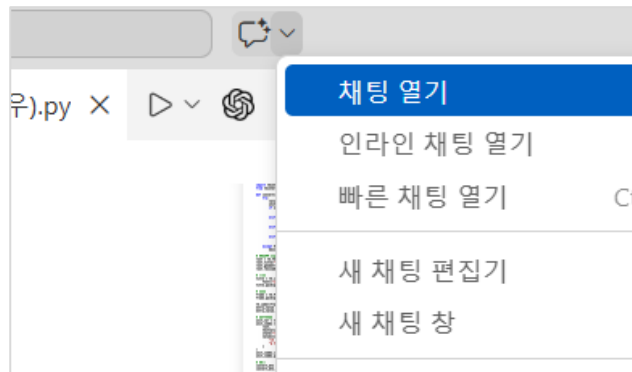 우).py
채팅 열기
인라인 채팅 열기
빠른 채팅 열기
새 채팅 편집기
새 채팅 창